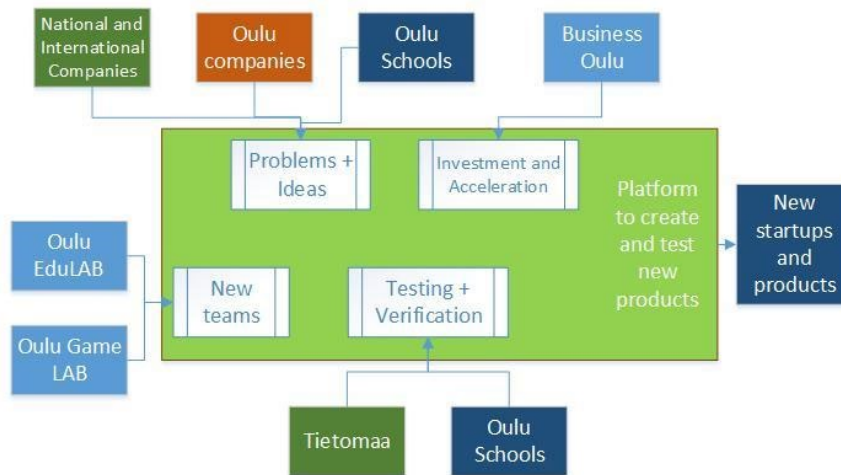 National and
International
Companies
Oulu
companies
Oulu
Schools
Business
Oulu
Problems +
Ideas
Investment and
Acceleration
Platform
to create
and test
new
products
New
startups
and
products
Oulu
EduLAB
New
teams
Testing +
Verification
Oulu Game
LAB
Tietomaa
Oulu
Schools